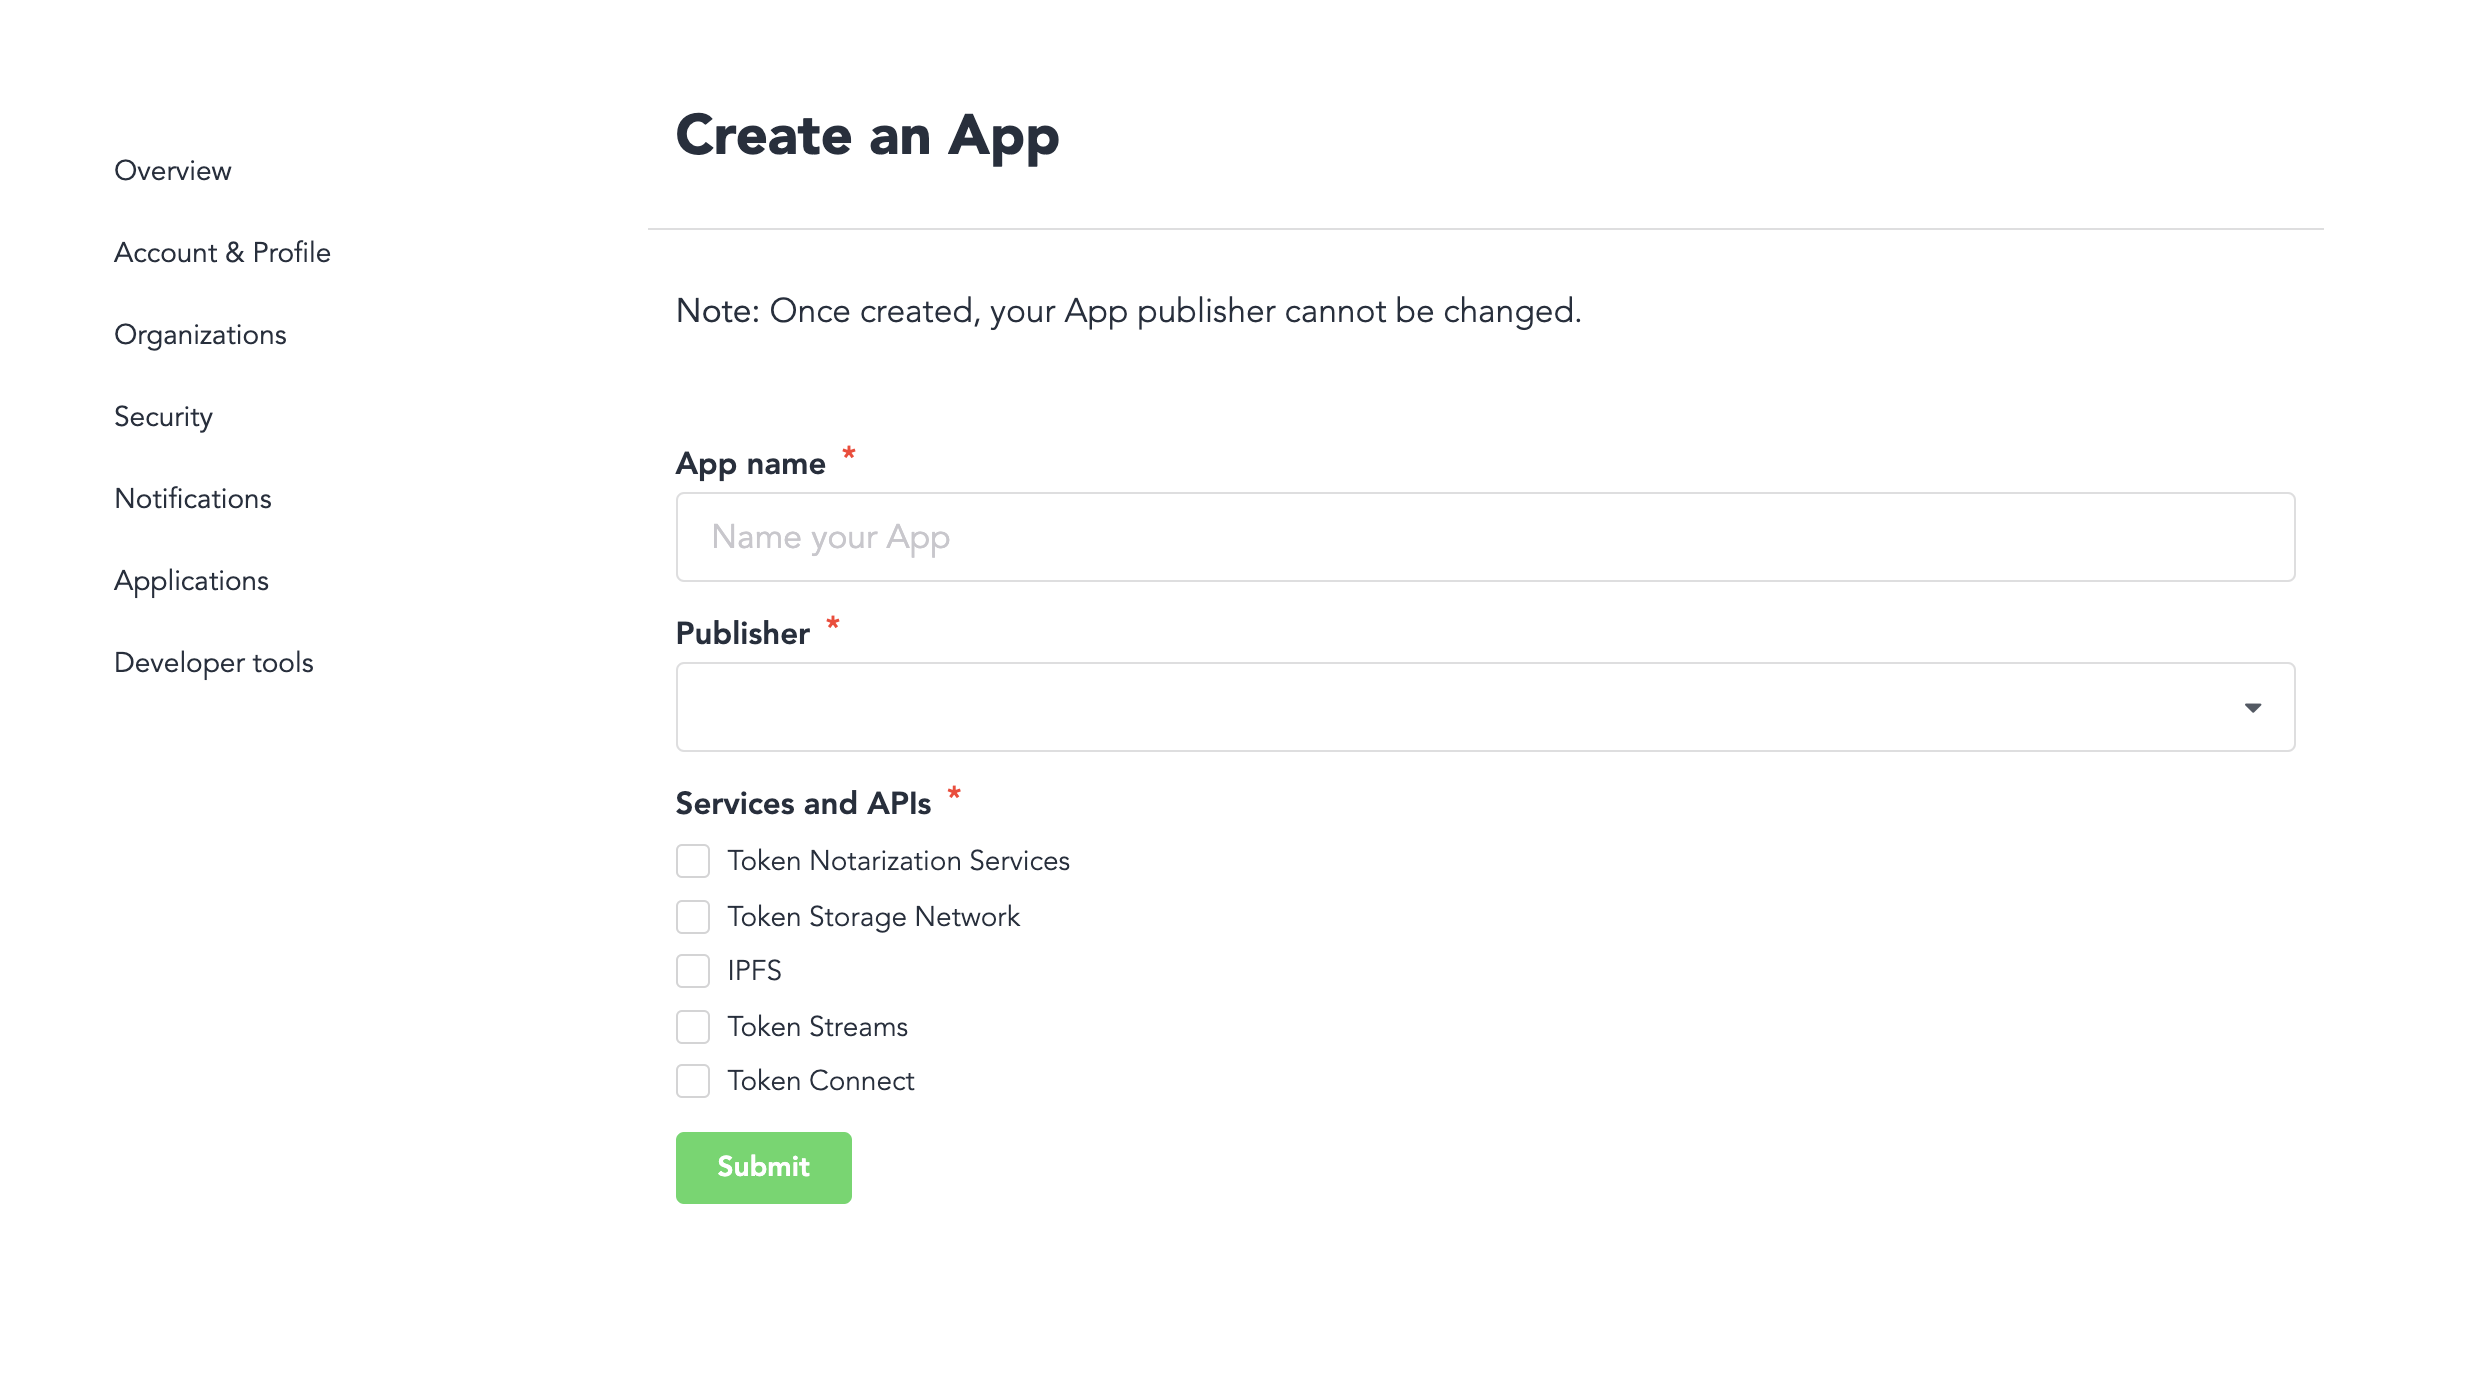 Overview
Account & Profile
Organizations
Security
Notifications
Applications
Developer tools
Create an App
Note: Once created, your App publisher cannot be changed.
App name *
Name your App
Publisher *
Services and APIs *
Token Notarization Services
Token Storage Network
IPFS
Token Streams
Token Connect
Submit